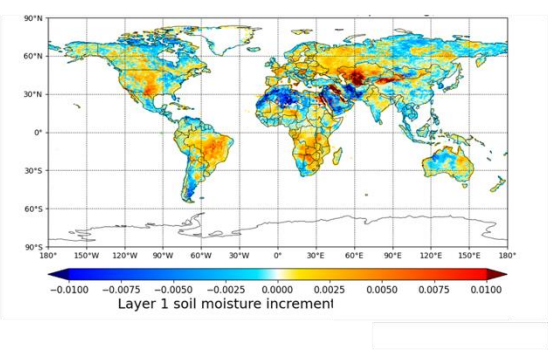 90°N
60°N
30°N
0°
30°S
60°S
90°S
180° 150°W 120°W 90°W 60°W 30°W 0° 30°E 60°E 90°E 120°E 150°E 180°
−0.0100 −0.0075 −0.0050 −0.0025 0.0000 0.0025 0.0050 0.0075 0.0100
Layer 1 soil moisture increment